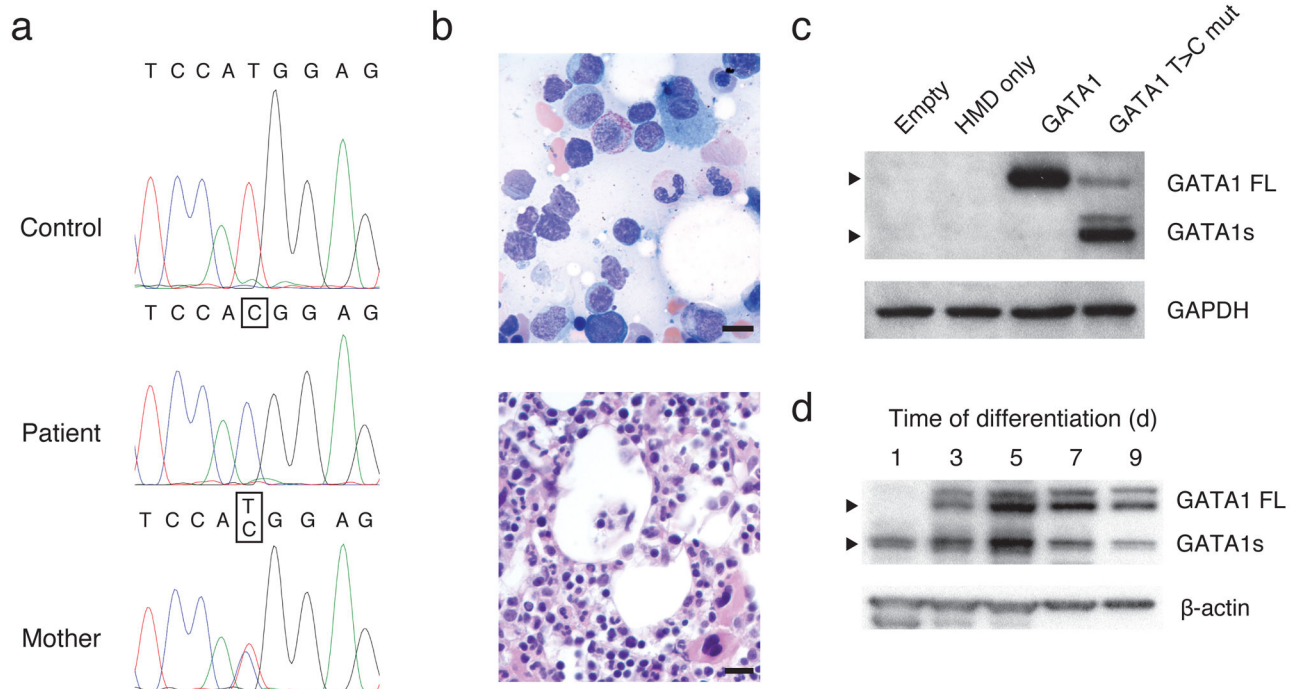 a
T C C A T G G A G
Control
T C C A C G G A G
Patient
T C C A T/C G G A G
Mother
b
c
Empty
HMD only
GATA1
GATA1 T>C mut
GATA1 FL
GATA1s
GAPDH
d
Time of differentiation (d)
1 3 5 7 9
GATA1 FL
GATA1s
β-actin